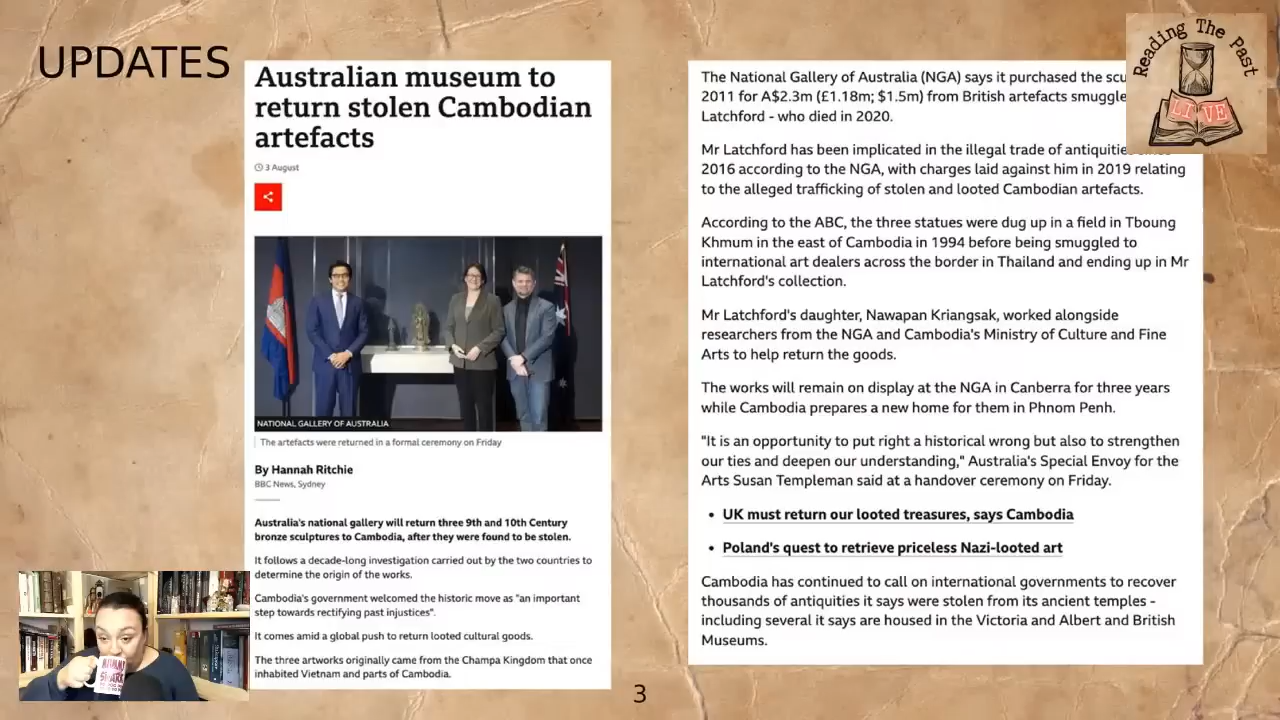 UPDATES
Australian museum to
return stolen Cambodian
artefacts
3 August
NATIONAL GALLERY OF AUSTRALIA
The artefacts were returned in a formal ceremony on Friday
By Hannah Ritchie
BBC News, Sydney
Australia's national gallery will return three 9th and 10th Century
bronze sculptures to Cambodia, after they were found to be stolen.
It follows a decade-long investigation carried out by the two countries to
determine the origin of the works.
Cambodia's government welcomed the historic move as "an important
step towards rectifying past injustices".
It comes amid a global push to return looted cultural goods.
The three artworks originally came from the Champa Kingdom that once
inhabited Vietnam and parts of Cambodia.
The National Gallery of Australia (NGA) says it purchased the
2011 for A$2.3m (£1.18m; $1.5m) from British artefacts
Latchford - who died in 2020.
Mr Latchford has been implicated in the illegal trade of
2016 according to the NGA, with charges laid against him in 2019 relating
to the alleged trafficking of stolen and looted Cambodian artefacts.
According to the ABC, the three statues were dug up in a field in Tboung
Khmum in the east of Cambodia in 1994 before being smuggled to
international art dealers across the border in Thailand and ending up in Mr
Latchford's collection.
Mr Latchford's daughter, Nawapan Kriangsak, worked alongside
researchers from the NGA and Cambodia's Ministry of Culture and Fine
Arts to help return the goods.
The works will remain on display at the NGA in Canberra for three years
while Cambodia prepares a new home for them in Phnom Penh.
"It is an opportunity to put right a historical wrong but also to strengthen
our ties and deepen our understanding," Australia's Special Envoy for the
Arts Susan Templeman said at a handover ceremony on Friday.
• UK must return our looted treasures, says Cambodia
• Poland's quest to retrieve priceless Nazi-looted art
Cambodia has continued to call on international governments to recover
thousands of antiquities it says were stolen from its ancient temples -
including several it says are housed in the Victoria and Albert and British
Museums.
Reading The Past
LIVE
3